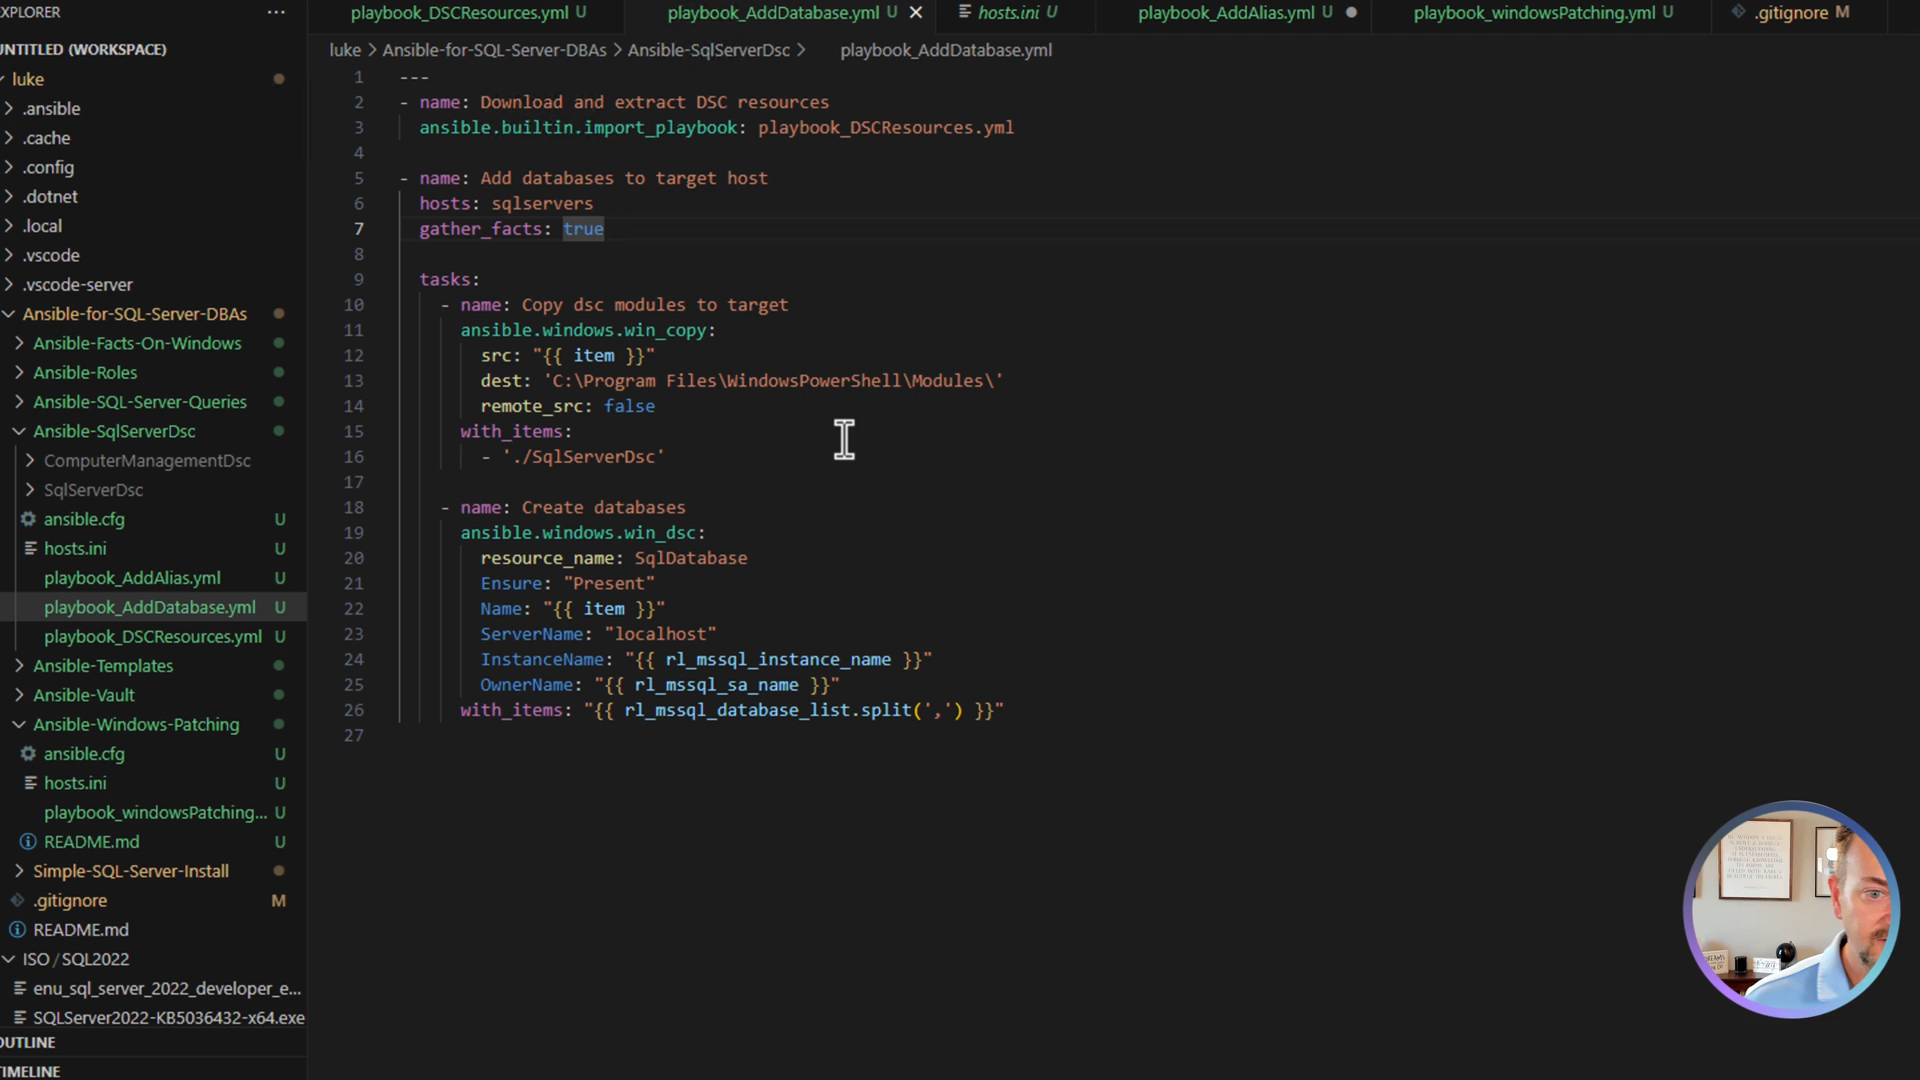 EXPLORER
···
playbook_DSCResources.yml U
playbook_AddDatabase.yml U
hosts.ini U
playbook_AddAlias.yml U
playbook_windowsPatching.yml U
.gitignore M
UNTITLED (WORKSPACE)
luke
.ansible
.cache
.config
.dotnet
.local
.vscode
.vscode-server
Ansible-for-SQL-Server-DBAs
Ansible-Facts-On-Windows
Ansible-Roles
Ansible-SQL-Server-Queries
Ansible-SqlServerDsc
ComputerManagementDsc
SqlServerDsc
ansible.cfg U
hosts.ini U
playbook_AddAlias.yml U
playbook_AddDatabase.yml U
playbook_DSCResources.yml U
Ansible-Templates
Ansible-Vault
Ansible-Windows-Patching
ansible.cfg U
hosts.ini U
playbook_windowsPatching... U
README.md U
Simple-SQL-Server-Install
.gitignore M
README.md
ISO / SQL2022
enu_sql_server_2022_developer_e...
SQLServer2022-KB5036432-x64.exe
OUTLINE
TIMELINE
luke > Ansible-for-SQL-Server-DBAs > Ansible-SqlServerDsc > playbook_AddDatabase.yml
1 ---
2 - name: Download and extract DSC resources
3 ansible.builtin.import_playbook: playbook_DSCResources.yml
4
5 - name: Add databases to target host
6 hosts: sqlservers
7 gather_facts: true
8
9 tasks:
10 - name: Copy dsc modules to target
11 ansible.windows.win_copy:
12 src: "{{ item }}"
13 dest: 'C:\Program Files\WindowsPowerShell\Modules\'
14 remote_src: false
15 with_items:
16 - './SqlServerDsc'
17
18 - name: Create databases
19 ansible.windows.win_dsc:
20 resource_name: SqlDatabase
21 Ensure: "Present"
22 Name: "{{ item }}"
23 ServerName: "localhost"
24 InstanceName: "{{ rl_mssql_instance_name }}"
25 OwnerName: "{{ rl_mssql_sa_name }}"
26 with_items: "{{ rl_mssql_database_list.split(',') }}"
27